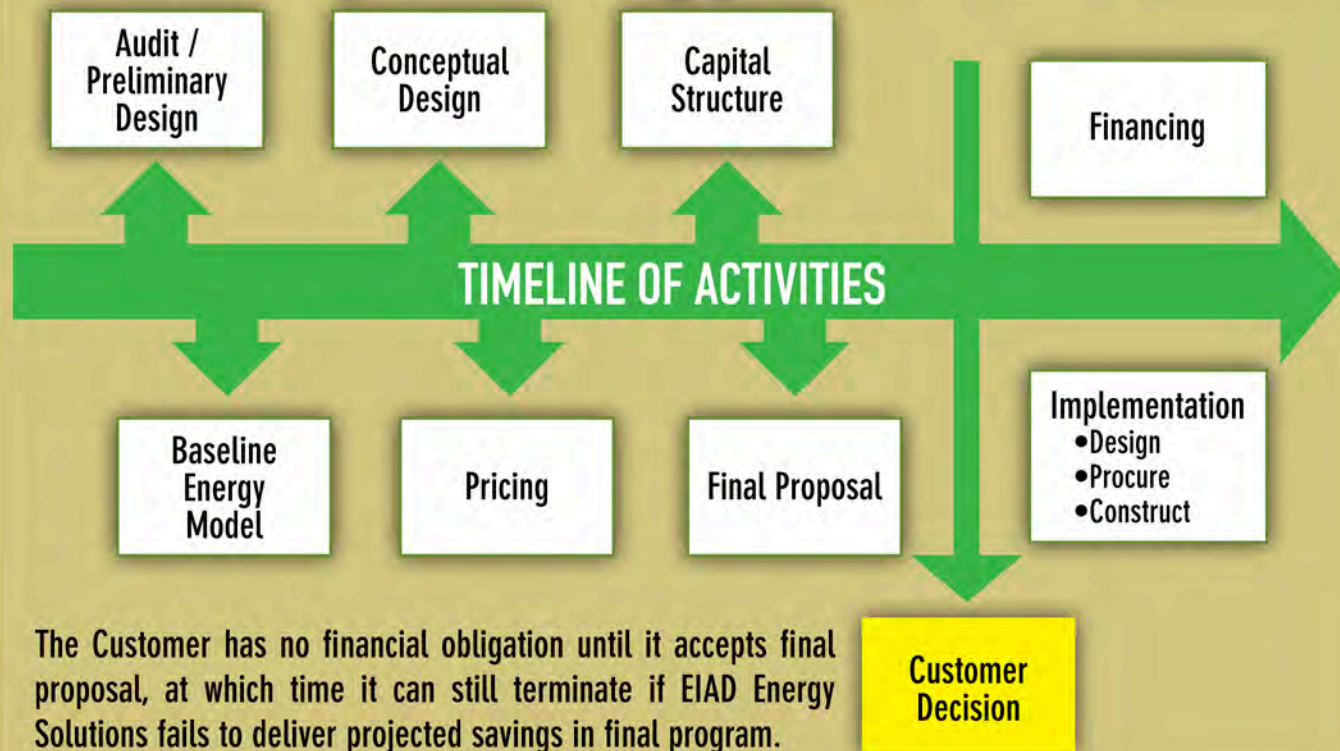 Audit /
Preliminary
Design
Conceptual
Design
Capital
Structure
Financing
TIMELINE OF ACTIVITIES
Baseline
Energy
Model
Pricing
Final Proposal
Implementation
•Design
•Procure
•Construct
The Customer has no financial obligation until it accepts final
proposal, at which time it can still terminate if EIAD Energy
Solutions fails to deliver projected savings in final program.
Customer
Decision